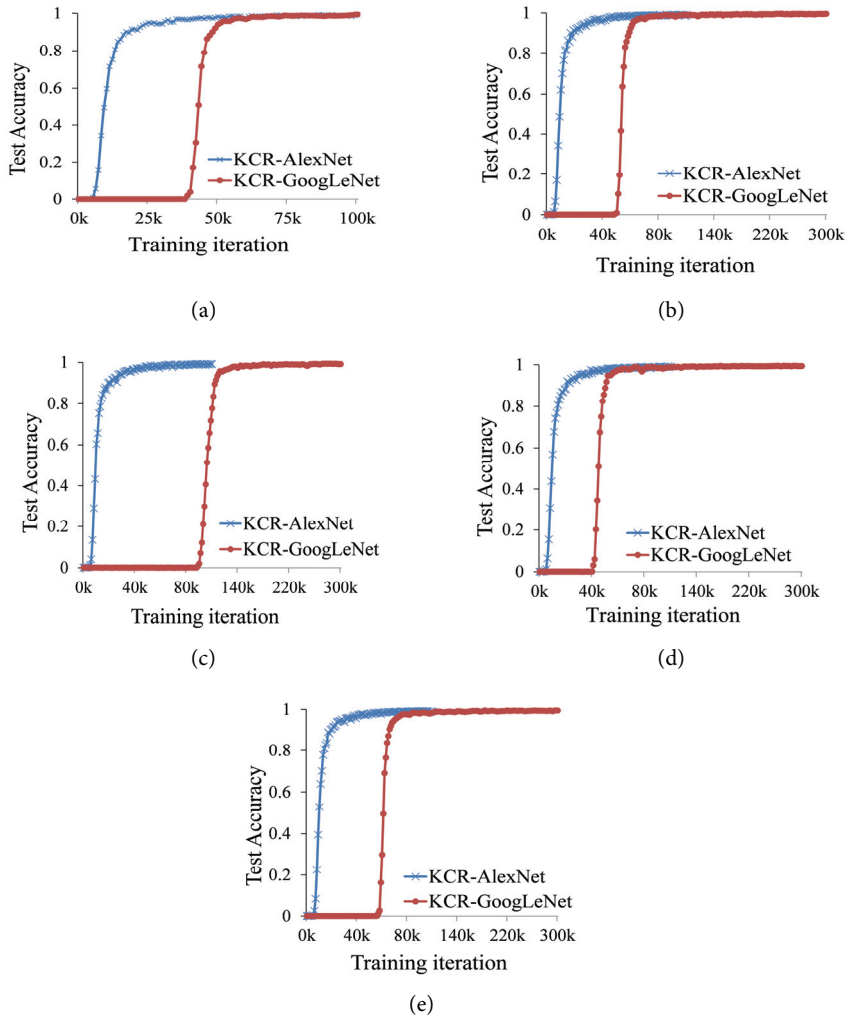 1
0.8
0.6
0.4
0.2
0
Test Accuracy
KCR-AlexNet
KCR-GoogLeNet
0k 25k 50k 75k 100k
Training iteration
(a)
1
0.8
0.6
0.4
0.2
0
Test Accuracy
KCR-AlexNet
KCR-GoogLeNet
0k 40k 80k 140k 220k 300k
Training iteration
(b)
1
0.8
0.6
0.4
0.2
0
Test Accuracy
KCR-AlexNet
KCR-GoogLeNet
0k 40k 80k 140k 220k 300k
Training iteration
(c)
1
0.8
0.6
0.4
0.2
0
Test Accuracy
KCR-AlexNet
KCR-GoogLeNet
0k 40k 80k 140k 220k 300k
Training iteration
(d)
1
0.8
0.6
0.4
0.2
0
Test Accuracy
KCR-AlexNet
KCR-GoogLeNet
0k 40k 80k 140k 220k 300k
Training iteration
(e)